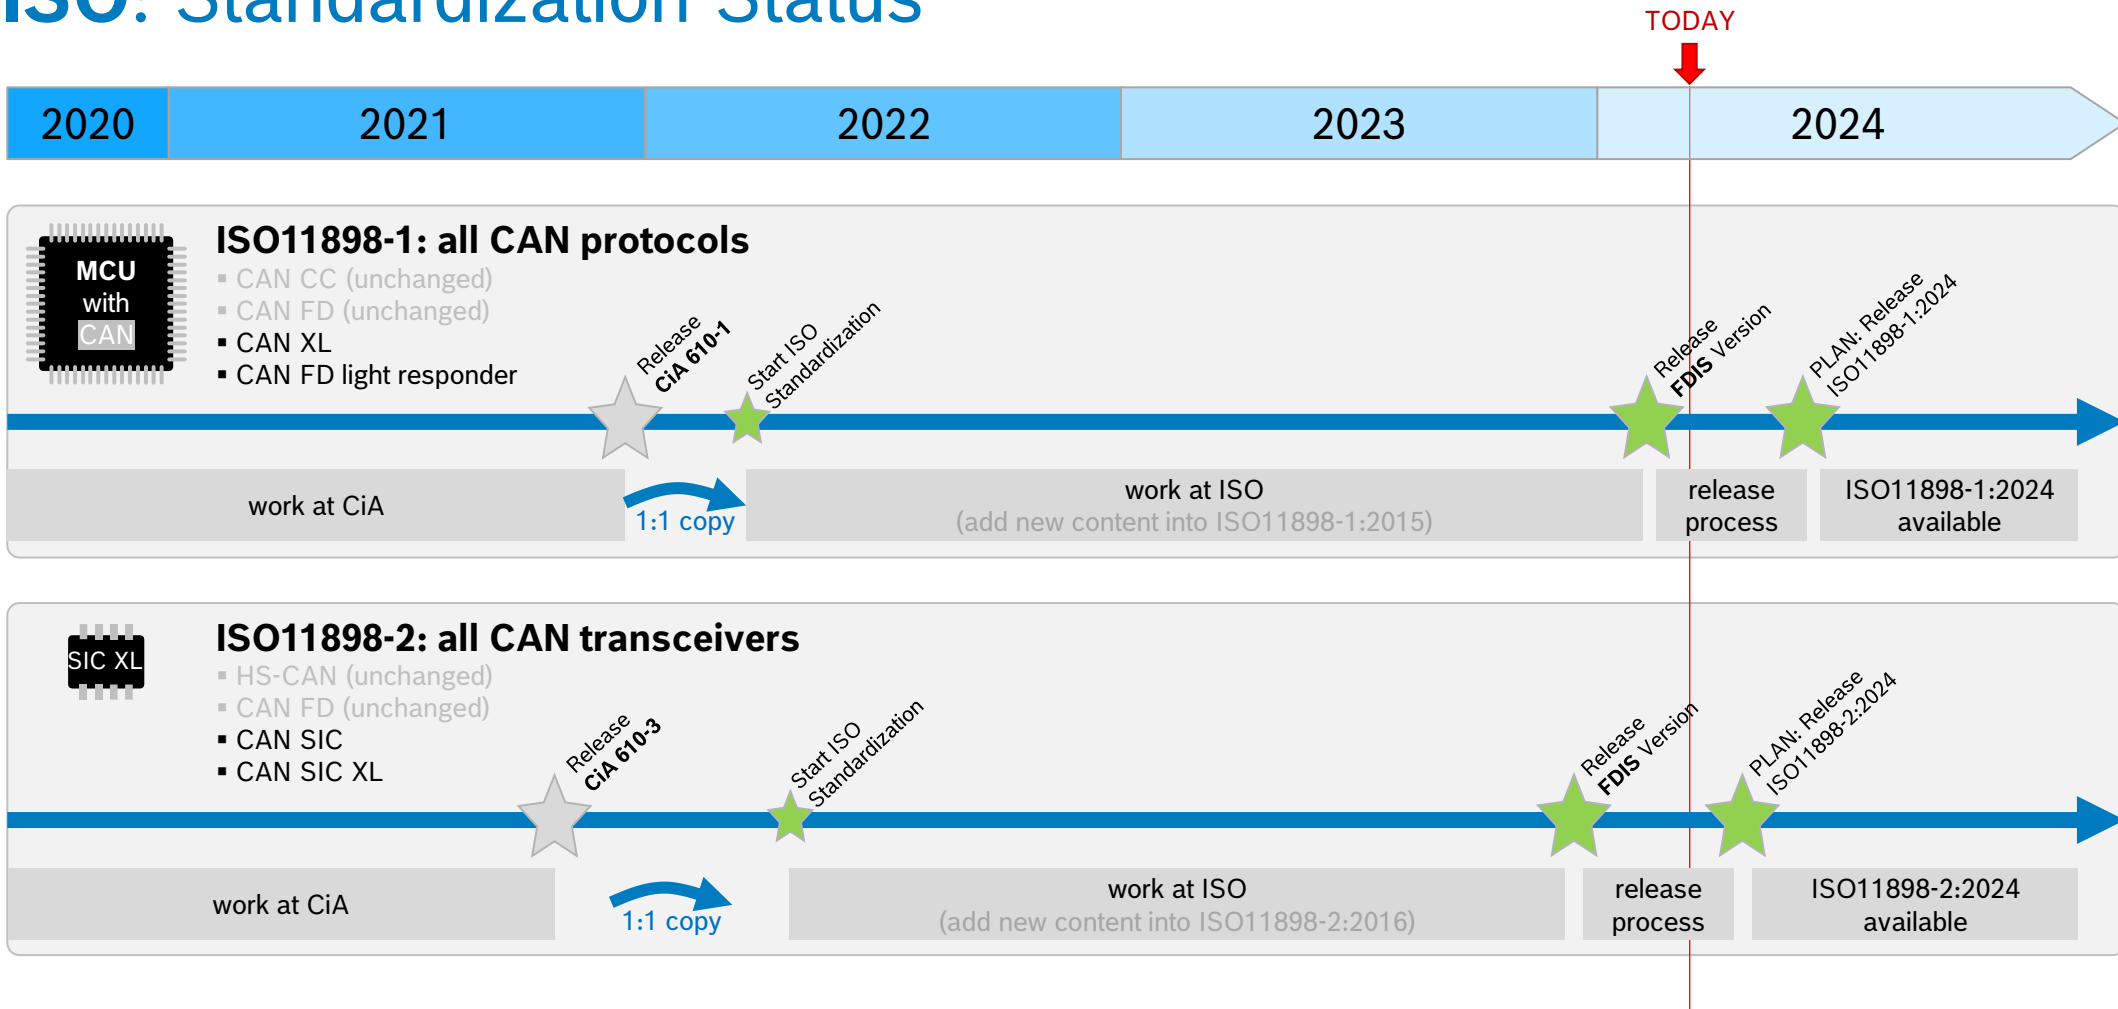 ISO: Standardization Status
TODAY
2020
2021
2022
2023
2024
MCU
with
CAN
ISO11898-1: all CAN protocols
▪ CAN CC (unchanged)
▪ CAN FD (unchanged)
▪ CAN XL
▪ CAN FD light responder
Release
CiA 610-1
Start ISO
Standardization
Release
FDIS Version
PLAN: Release
ISO11898-1:2024
work at CiA
1:1 copy
work at ISO
(add new content into ISO11898-1:2015)
release
process
ISO11898-1:2024
available
SIC XL
ISO11898-2: all CAN transceivers
▪ HS-CAN (unchanged)
▪ CAN FD (unchanged)
▪ CAN SIC
▪ CAN SIC XL
Release
CiA 610-3
Start ISO
Standardization
Release
FDIS Version
PLAN: Release
ISO11898-2:2024
work at CiA
1:1 copy
work at ISO
(add new content into ISO11898-2:2016)
release
process
ISO11898-2:2024
available